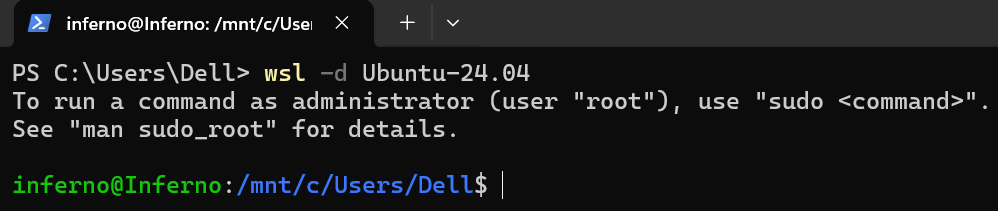 inferno@Inferno: /mnt/c/Use
PS C:\Users\Dell> wsl -d Ubuntu-24.04
To run a command as administrator (user "root"), use "sudo <command>".
See "man sudo_root" for details.
inferno@Inferno:/mnt/c/Users/Dell$